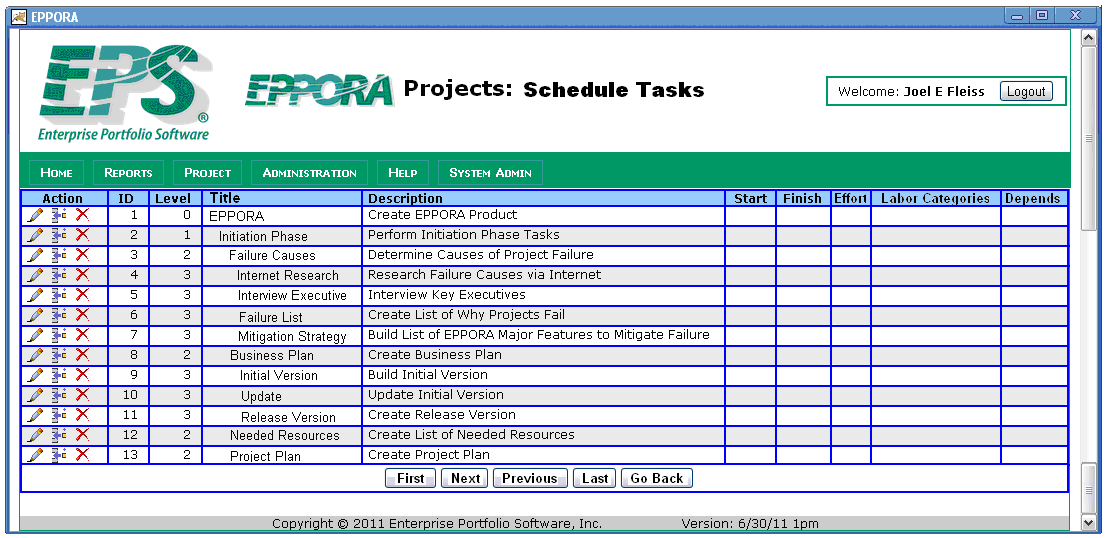 EPPORA
EPS®
Enterprise Portfolio Software
EPPORA Projects: Schedule Tasks
Welcome: Joel E Fleiss Logout
Home Reports Project Administration Help System Admin
Action ID Level Title Description Start Finish Effort Labor Categories Depends
1 0 EPPORA Create EPPORA Product
2 1 Initiation Phase Perform Initiation Phase Tasks
3 2 Failure Causes Determine Causes of Project Failure
4 3 Internet Research Research Failure Causes via Internet
5 3 Interview Executive Interview Key Executives
6 3 Failure List Create List of Why Projects Fail
7 3 Mitigation Strategy Build List of EPPORA Major Features to Mitigate Failure
8 2 Business Plan Create Business Plan
9 3 Initial Version Build Initial Version
10 3 Update Update Initial Version
11 3 Release Version Create Release Version
12 2 Needed Resources Create List of Needed Resources
13 2 Project Plan Create Project Plan
First Next Previous Last Go Back
Copyright © 2011 Enterprise Portfolio Software, Inc. Version: 6/30/11 1pm